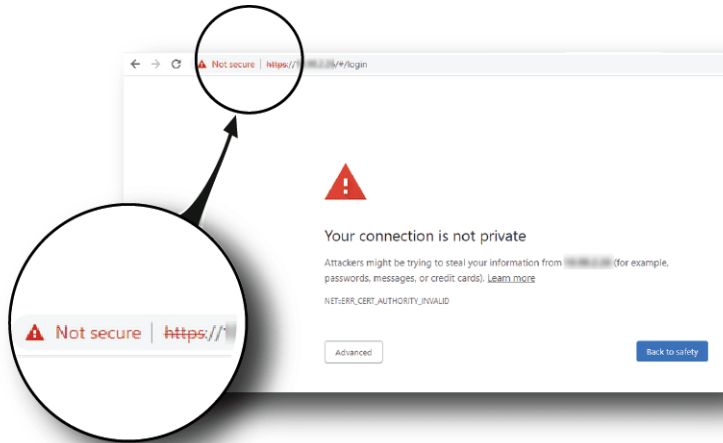 Not secure | https://
/#/login
Your connection is not private
Attackers might be trying to steal your information from (for example,
passwords, messages, or credit cards). Learn more
NET::ERR_CERT_AUTHORITY_INVALID
Advanced
Back to safety
Not secure | https://